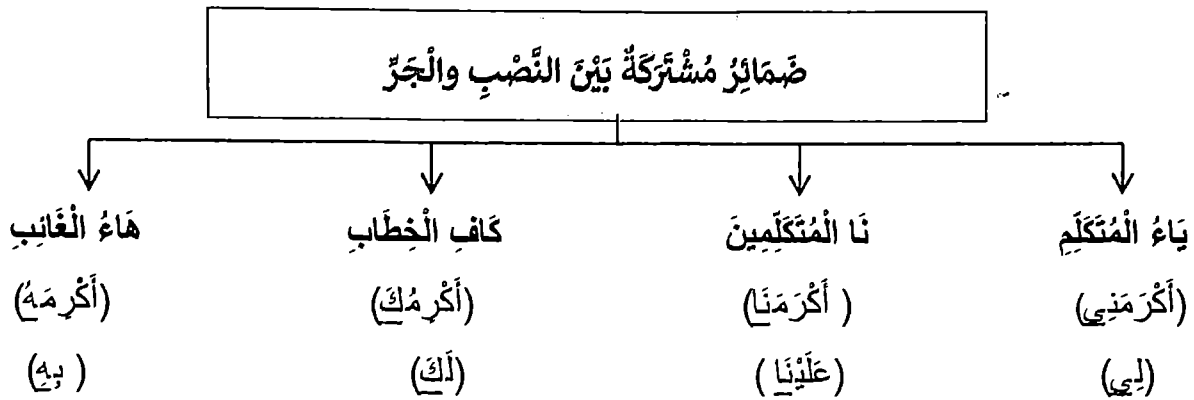 ضَمَائِرُ مُشْتَرَكَةٌ بَيْنَ النَّصْبِ والْجَرِّ
يَاءُ الْمُتَكَلِّمِ نَا الْمُتَكَلِّمِينَ كَافِ الْخِطَابِ هَاءُ الْغَائِبِ
(أَكْرَمَنِي) ( أَكْرَمَنَا) (أَكْرِمُكَ) (أَكْرِمَهُ)
(لِي) (عَلَيْنَا ) (لَكَ) ( بِهِ)